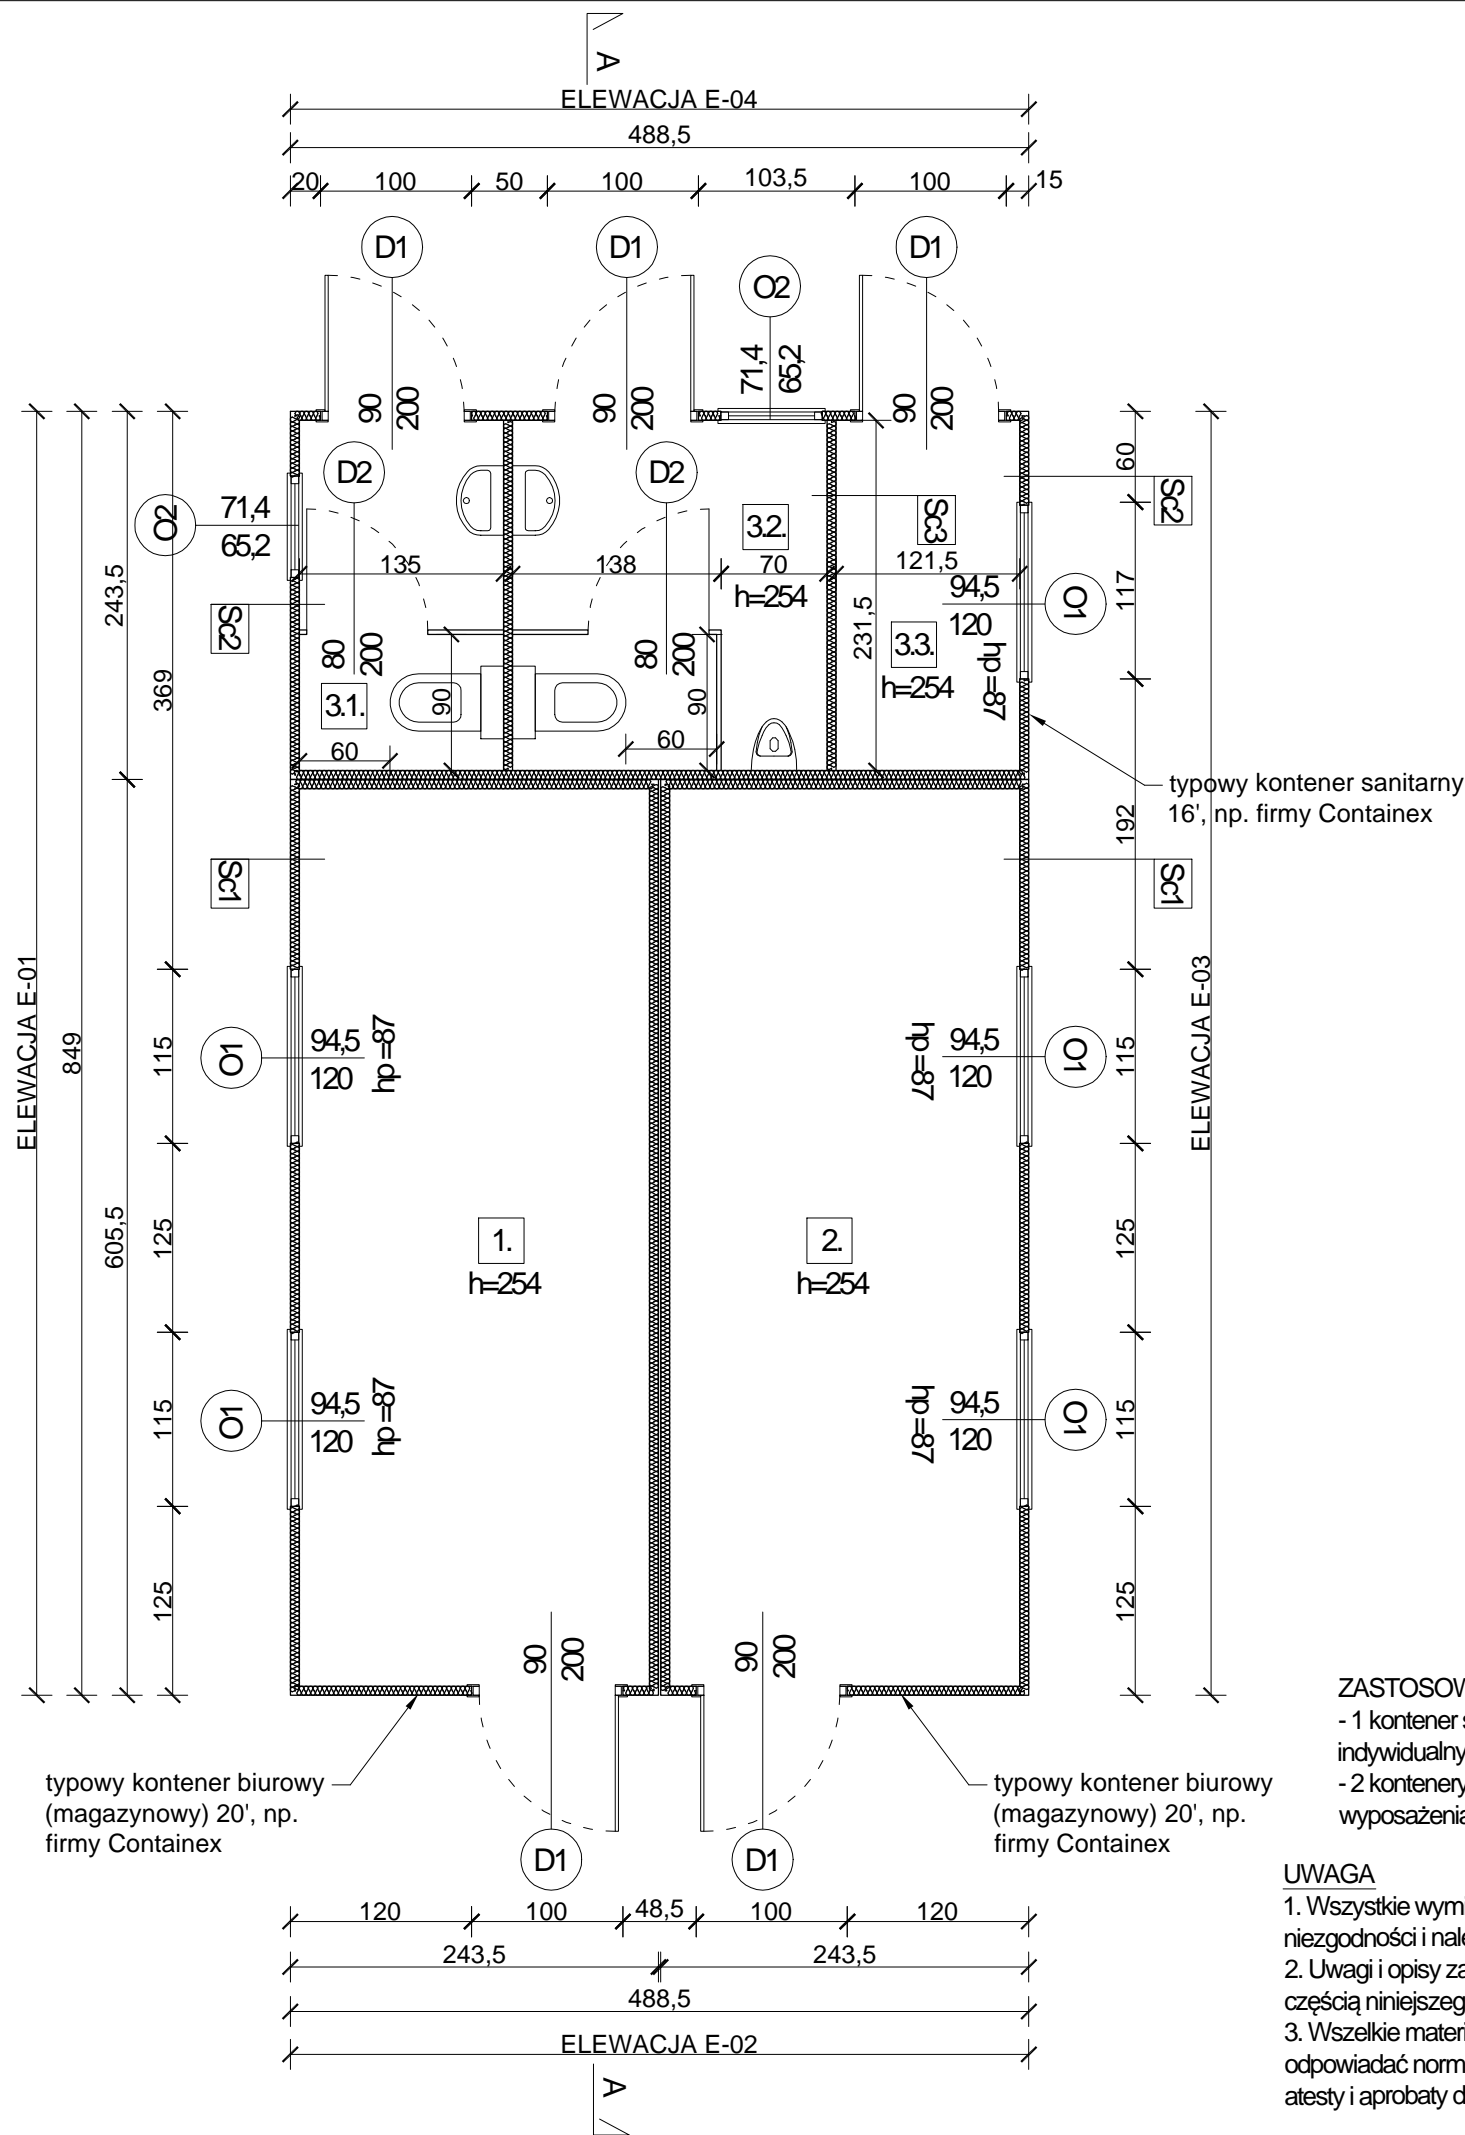 A
ELEWACJA E-04
488,5
20 100 50 100 103,5 100 15
D1 D1 D1
O2
71,4
65,2
90
200
90
200
90
200
D2 D2
O2
71,4
65,2
3.2.
h=254
Sc3
Sc2
60
135 138 70 121,5
94,5
120
hp=87
O1
117
Sc2
243,5
369
231,5
3.3.
h=254
80
200
80
200
3.1.
90
90
60
60
typowy kontener sanitarny
16', np. firmy Containex
192
Sc1
Sc1
ELEWACJA E-01
849
605,5
ELEWACJA E-03
115
O1
94,5
120
hp=87
hp=87
94,5
120
O1
115
125
1.
h=254
2.
h=254
125
115
O1
94,5
120
hp=87
hp=87
94,5
120
O1
115
125
125
90
200
90
200
typowy kontener biurowy
(magazynowy) 20', np.
firmy Containex
typowy kontener biurowy
(magazynowy) 20', np.
firmy Containex
D1 D1
120 100 48,5 100 120
243,5 243,5
488,5
ELEWACJA E-02
A
- 1 kontener
- 2 kontenery
UWAGA
1. Wszystkie
niezgodności i
2. Uwagi i opisy
częścią
3. Wszelkie
odpowiadać
atesty i aprobaty